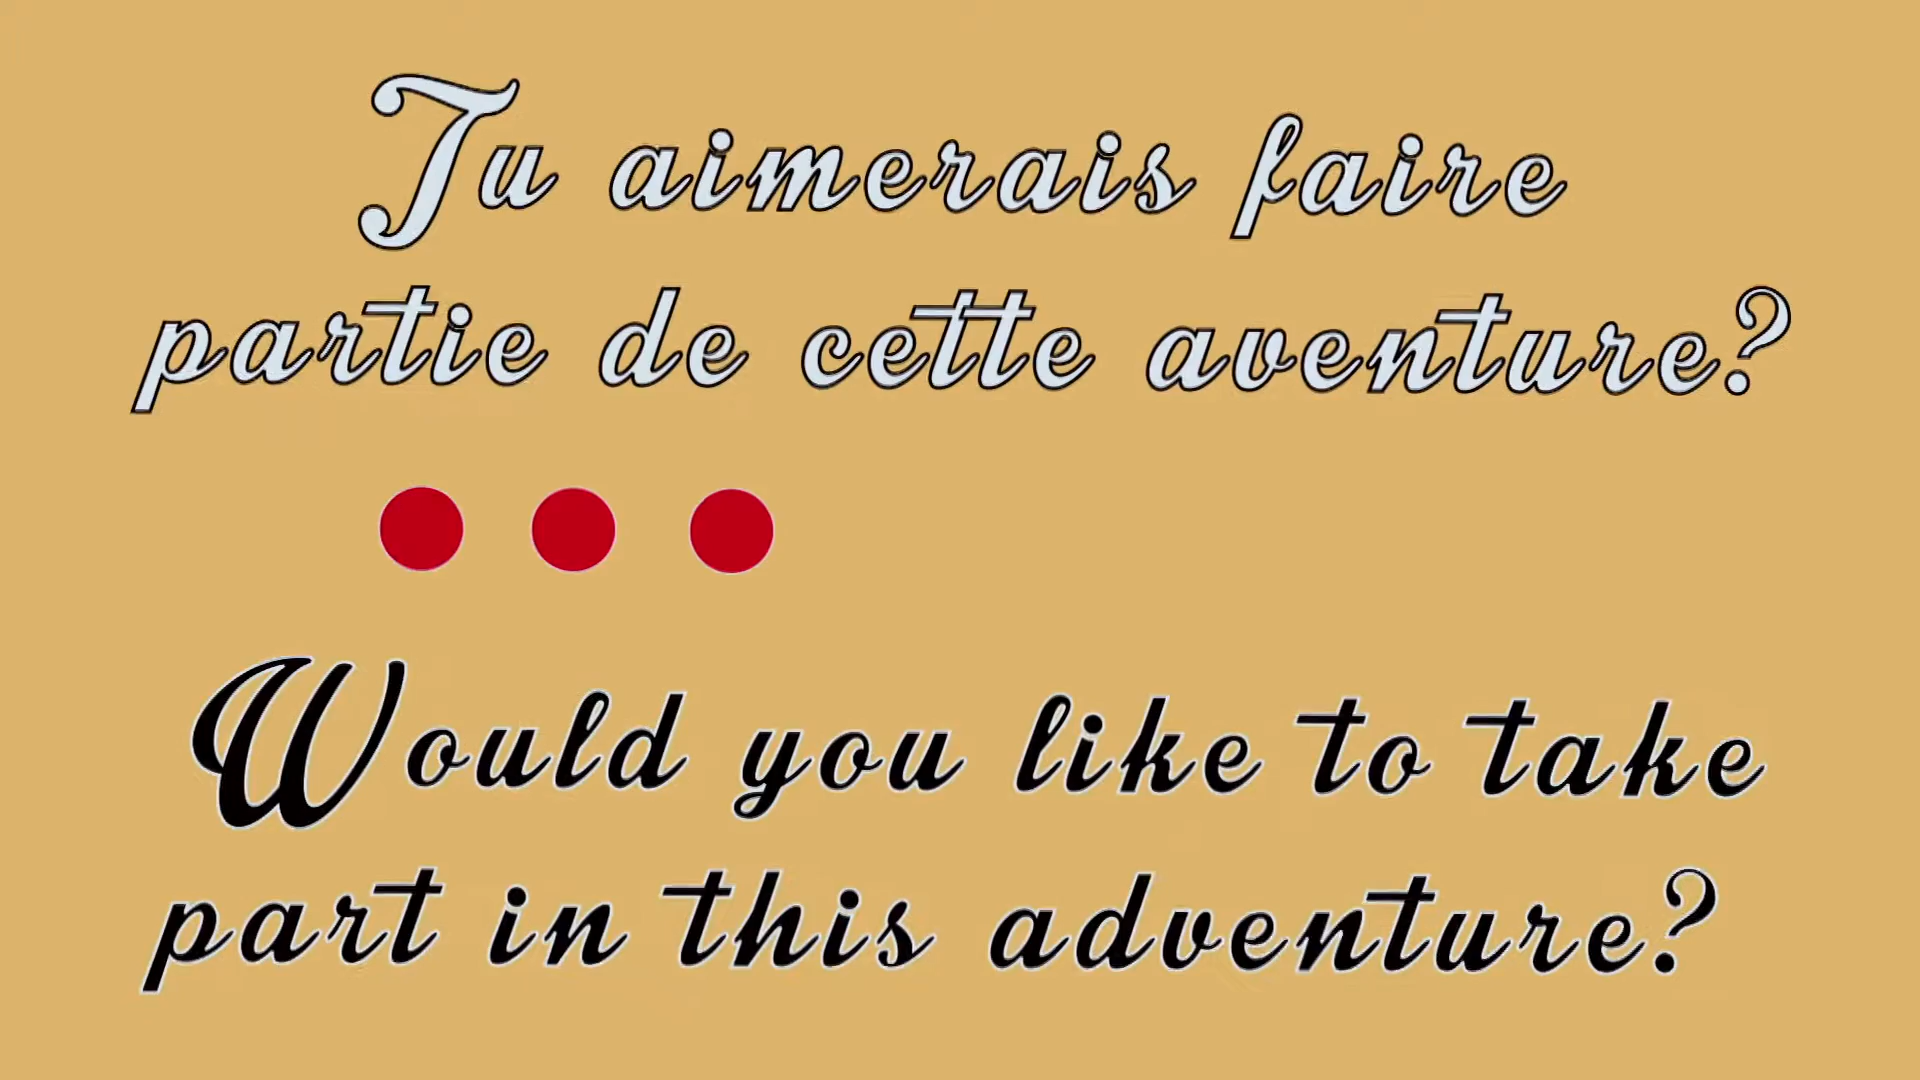 Tu aimerais faire
partie de cette aventure?
Would you like to take
part in this adventure?